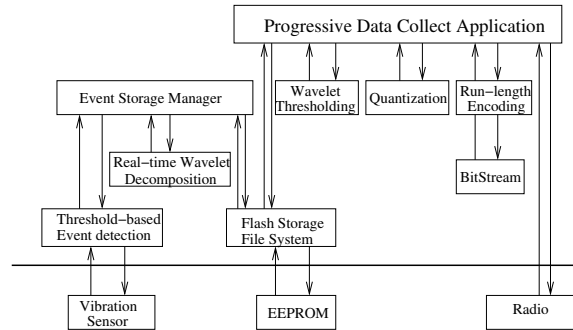 Progressive Data Collect Application
Event Storage Manager
Wavelet
Thresholding
Quantization
Run-length
Encoding
Real-time Wavelet
Decomposition
BitStream
Threshold-based
Event detection
Flash Storage
File System
Vibration
Sensor
EEPROM
Radio